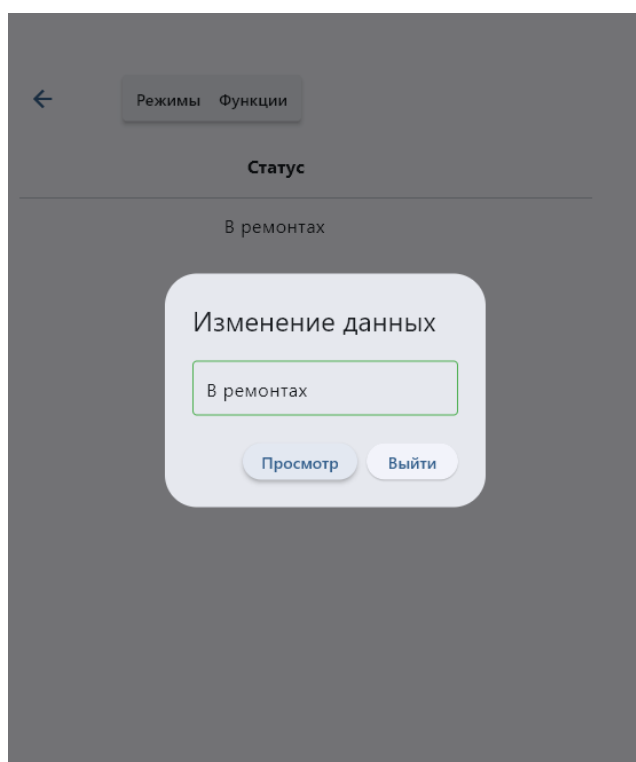 Режимы Функции
Статус
В ремонтах
Изменение данных
В ремонтах
Просмотр Выйти